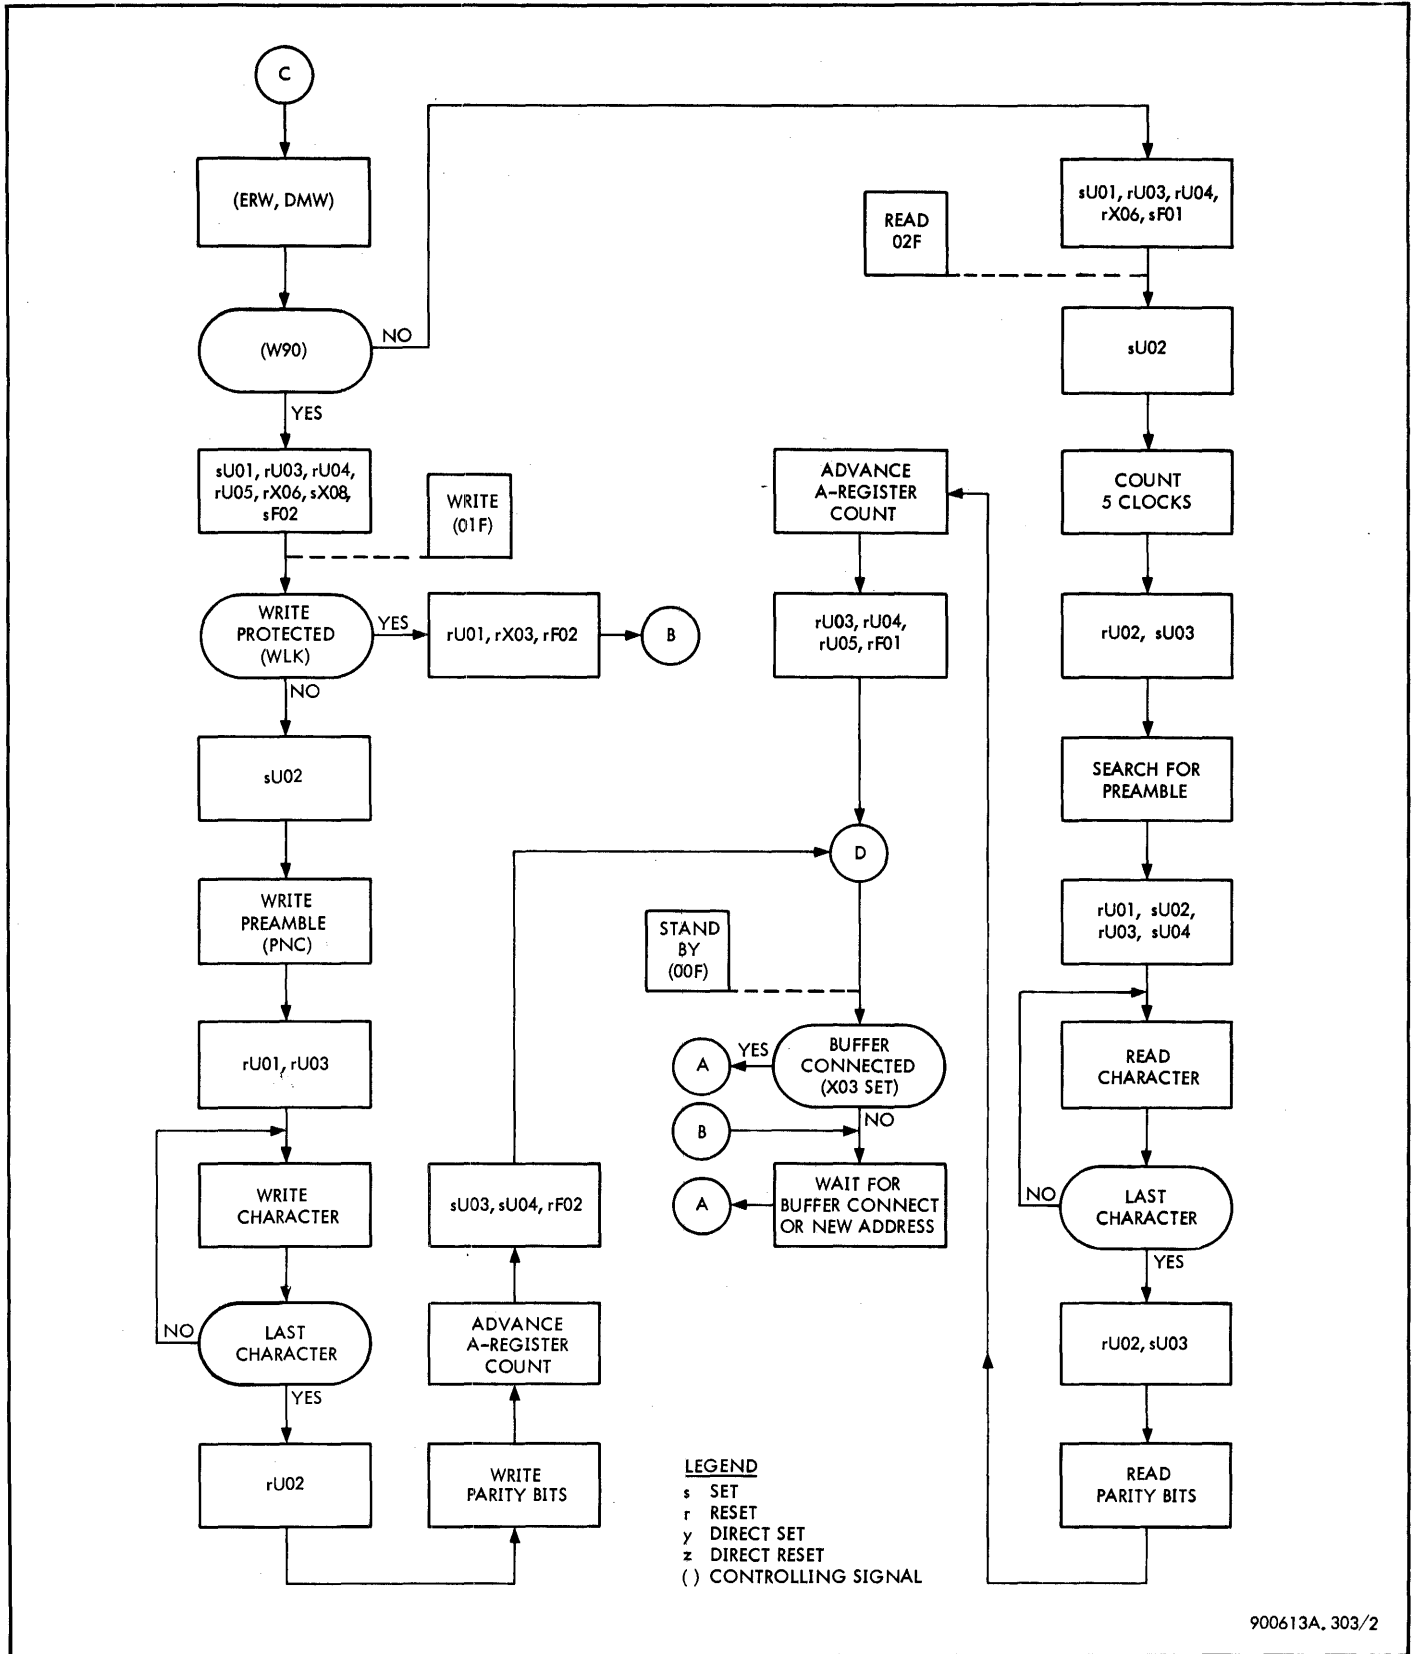 C
(ERW, DMW)
(W90)
NO
YES
sU01, rU03, rU04,
rU05, rX06, sX08,
sF02
WRITE
(01F)
WRITE
PROTECTED
(WLK)
YES
rU01, rX03, rF02
B
NO
sU02
WRITE
PREAMBLE
(PNC)
rU01, rU03
WRITE
CHARACTER
NO
LAST
CHARACTER
YES
rU02
WRITE
PARITY BITS
ADVANCE
A-REGISTER
COUNT
sU03, sU04, rF02
READ
02F
sU01, rU03, rU04,
rX06, sF01
sU02
COUNT
5 CLOCKS
rU02, sU03
SEARCH FOR
PREAMBLE
rU01, sU02,
rU03, sU04
READ
CHARACTER
NO
LAST
CHARACTER
YES
rU02, sU03
READ
PARITY BITS
ADVANCE
A-REGISTER
COUNT
rU03, rU04,
rU05, rF01
D
STAND
BY
(00F)
A
YES
BUFFER
CONNECTED
(X03 SET)
NO
B
A
WAIT FOR
BUFFER CONNECT
OR NEW ADDRESS
LEGEND
s SET
r RESET
y DIRECT SET
z DIRECT RESET
( ) CONTROLLING SIGNAL
900613A. 303/2